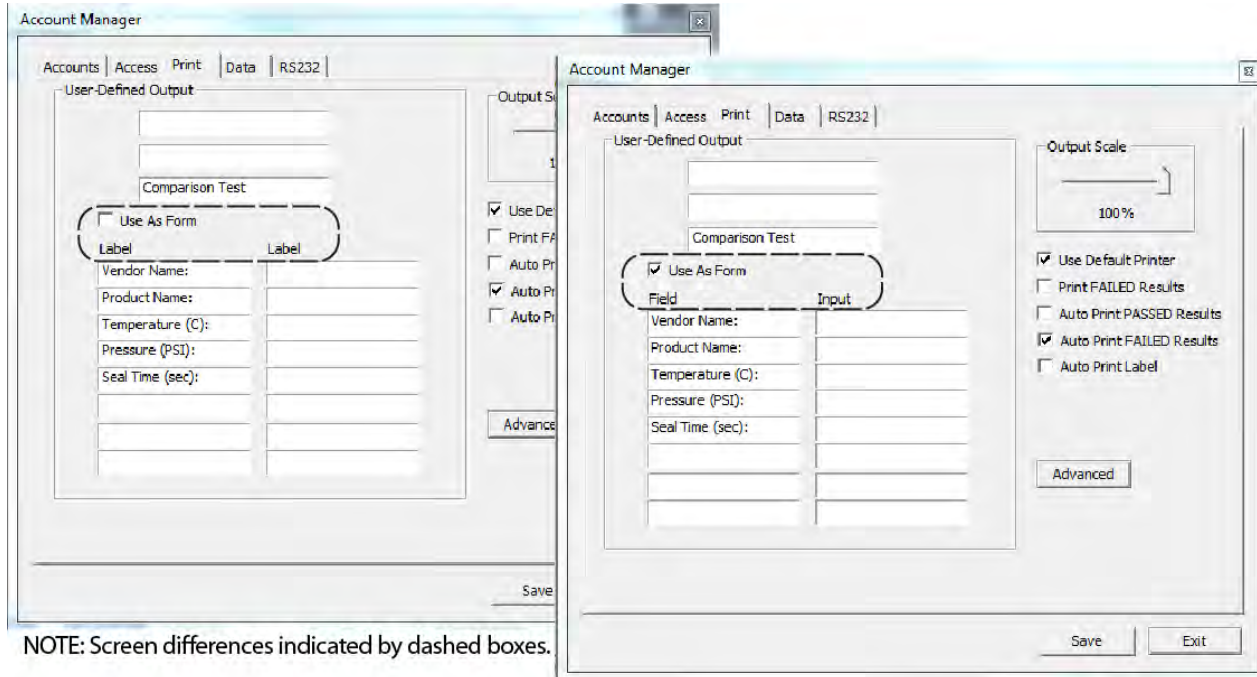 Account Manager
Accounts Access Print Data RS232
User-Defined Output
Output S
1
Comparison Test
Use As Form
Label Label
Vendor Name:
Product Name:
Temperature (C):
Pressure (PSI):
Seal Time (sec):
Use De
Print FA
Auto Pr
Auto Pr
Auto Pr
Advance
Save
NOTE: Screen differences indicated by dashed boxes.
Account Manager
Accounts Access Print Data RS232
User-Defined Output
Comparison Test
Use As Form
Field Input
Vendor Name:
Product Name:
Temperature (C):
Pressure (PSI):
Seal Time (sec):
Output Scale
100%
Use Default Printer
Print FAILED Results
Auto Print PASSED Results
Auto Print FAILED Results
Auto Print Label
Advanced
Save Exit